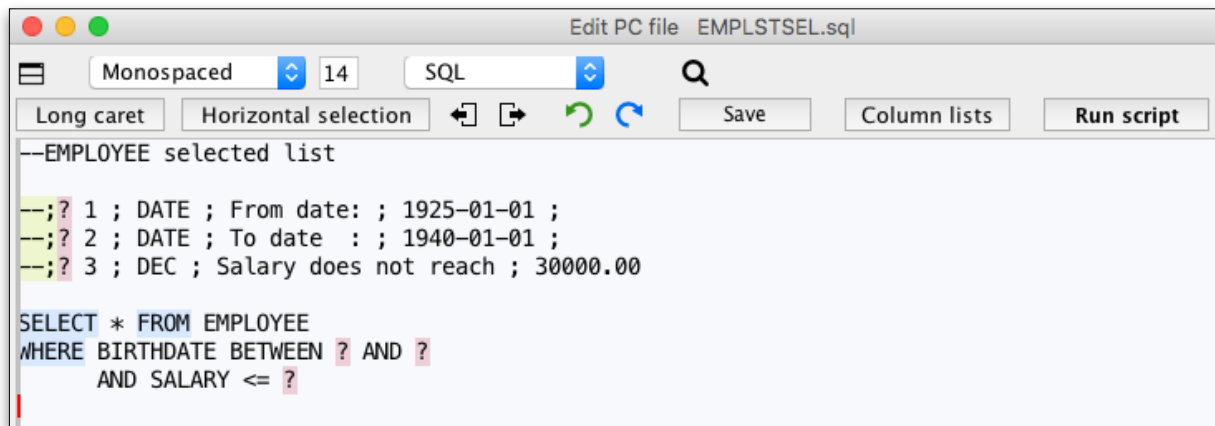 Edit PC file EMPLSTSEL.sql
Monospaced 14 SQL
Long caret Horizontal selection Save Column lists Run script
--EMPLOYEE selected list
--;? 1 ; DATE ; From date: ; 1925-01-01 ;
--;? 2 ; DATE ; To date  : ; 1940-01-01 ;
--;? 3 ; DEC ; Salary does not reach ; 30000.00
SELECT * FROM EMPLOYEE
WHERE BIRTHDATE BETWEEN ? AND ?
      AND SALARY <= ?